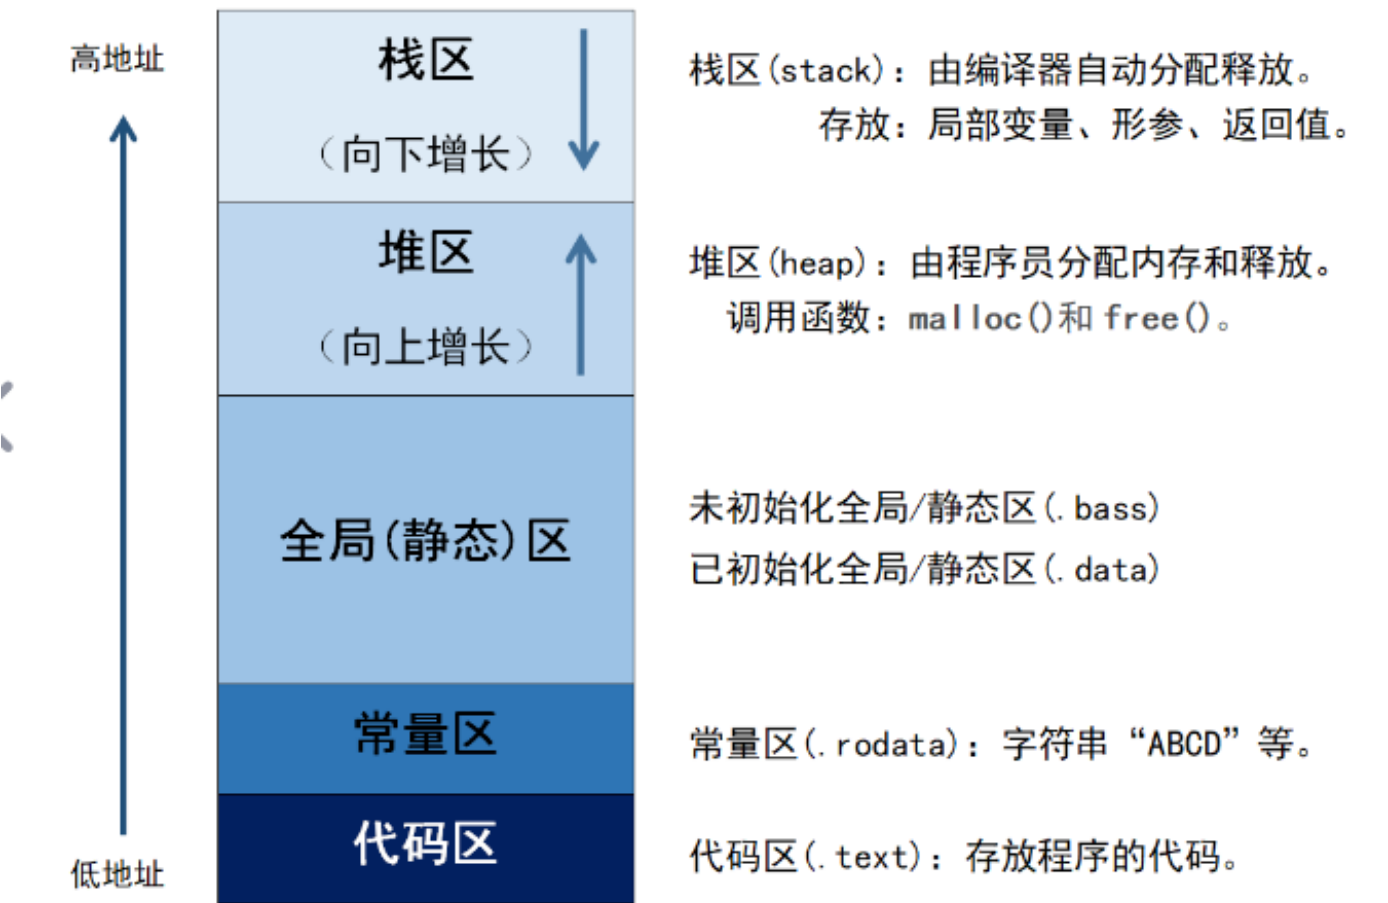 高地址
栈区
(向下增长)
栈区(stack): 由编译器自动分配释放。
存放: 局部变量、形参、返回值。
堆区
(向上增长)
堆区(heap): 由程序员分配内存和释放。
调用函数: malloc()和 free()。
全局(静态)区
未初始化全局/静态区(.bass)
已初始化全局/静态区(.data)
常量区
常量区(.rodata): 字符串“ABCD”等。
代码区
代码区(.text): 存放程序的代码。
低地址